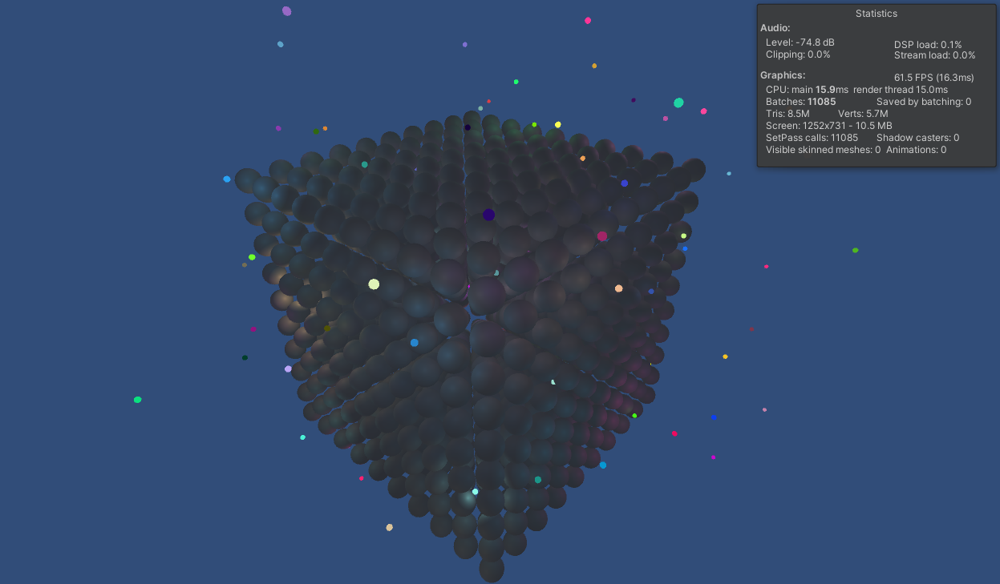 Statistics
Audio:
Level: -74.8 dB DSP load: 0.1%
Clipping: 0.0% Stream load: 0.0%
Graphics: 61.5 FPS (16.3ms)
CPU: main 15.9ms render thread 15.0ms
Batches: 11085 Saved by batching: 0
Tris: 8.5M Verts: 5.7M
Screen: 1252x731 - 10.5 MB
SetPass calls: 11085 Shadow casters: 0
Visible skinned meshes: 0 Animations: 0